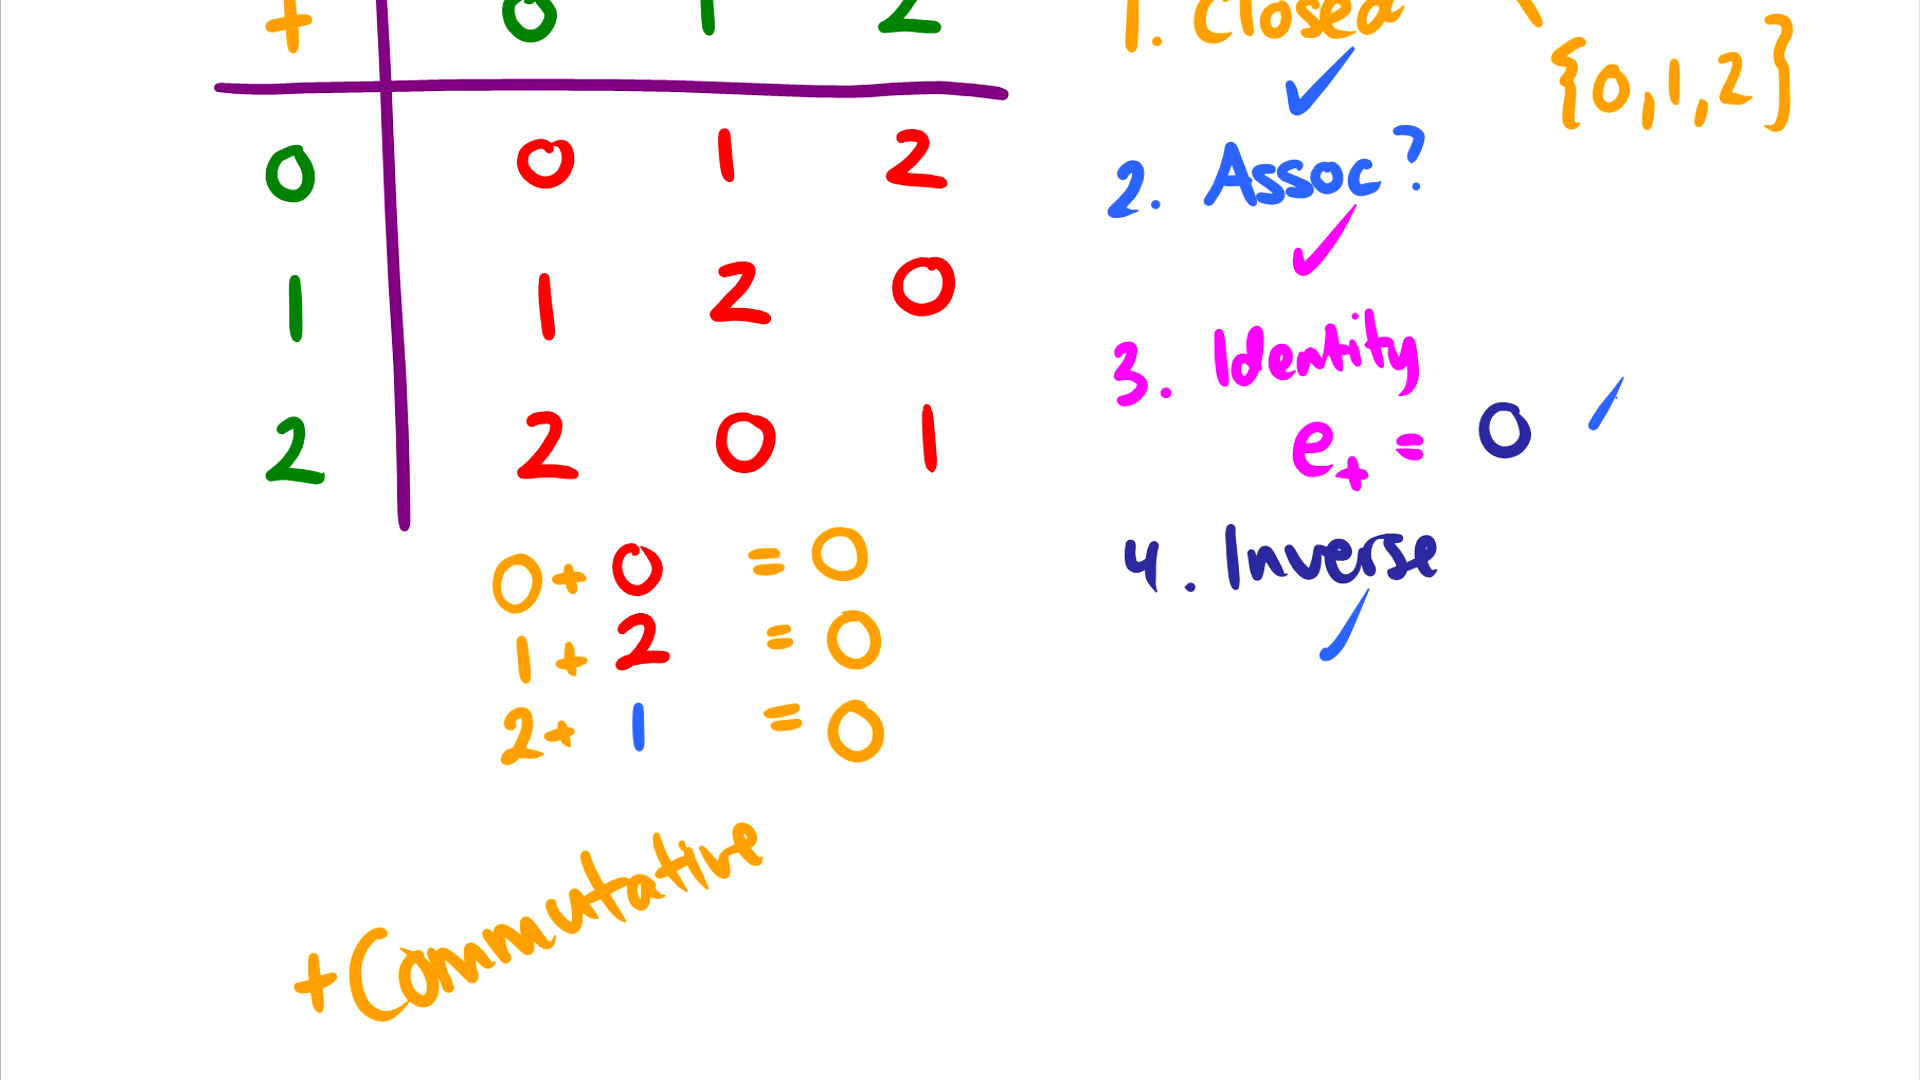 + 0 1 2
0 0 1 2
1 1 2 0
2 2 0 1
0+ 0 = 0
1+ 2 = 0
2+ 1 = 0
+ Commutative
1. Closed
{0,1,2}
2. Assoc?
3. Identity
e+ = 0
4. Inverse